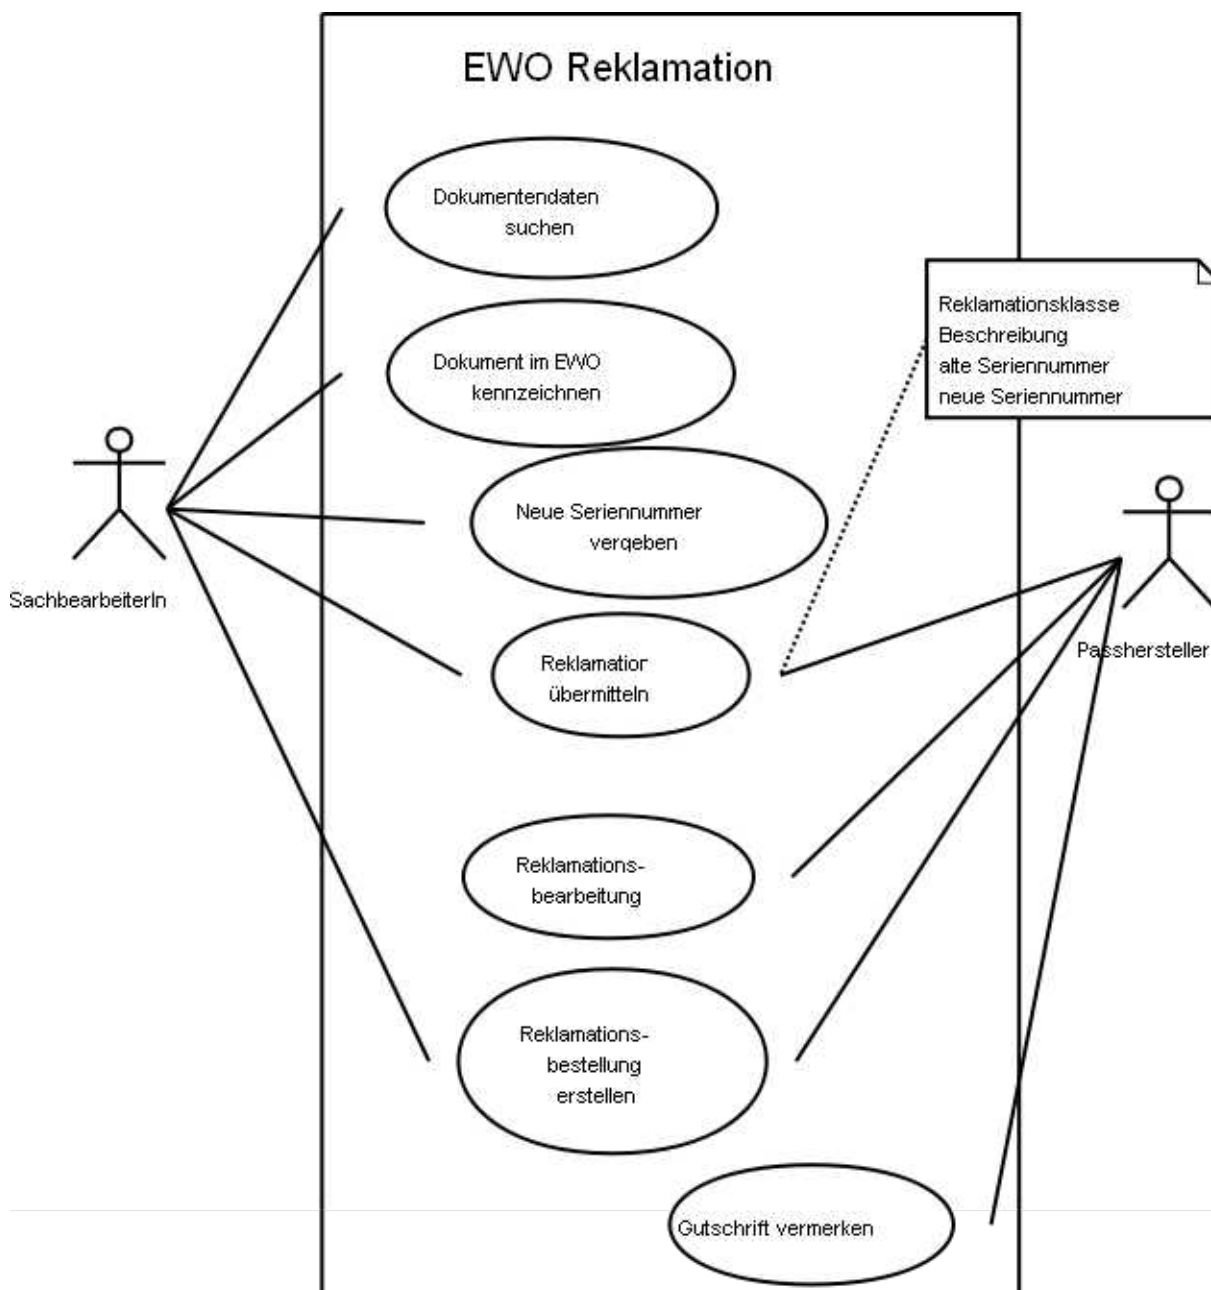 EWO Reklamation
Dokumentendaten
suchen
Reklamationsklasse
Beschreibung
alte Seriennummer
neue Seriennummer
Dokument im EWO
kennzeichnen
Neue Seriennummer
vergeben
SachbearbeiterIn
Passhersteller
Reklamation
übermitteln
Reklamations-
bearbeitung
Reklamations-
bestellung
erstellen
Gutschrift vermerken